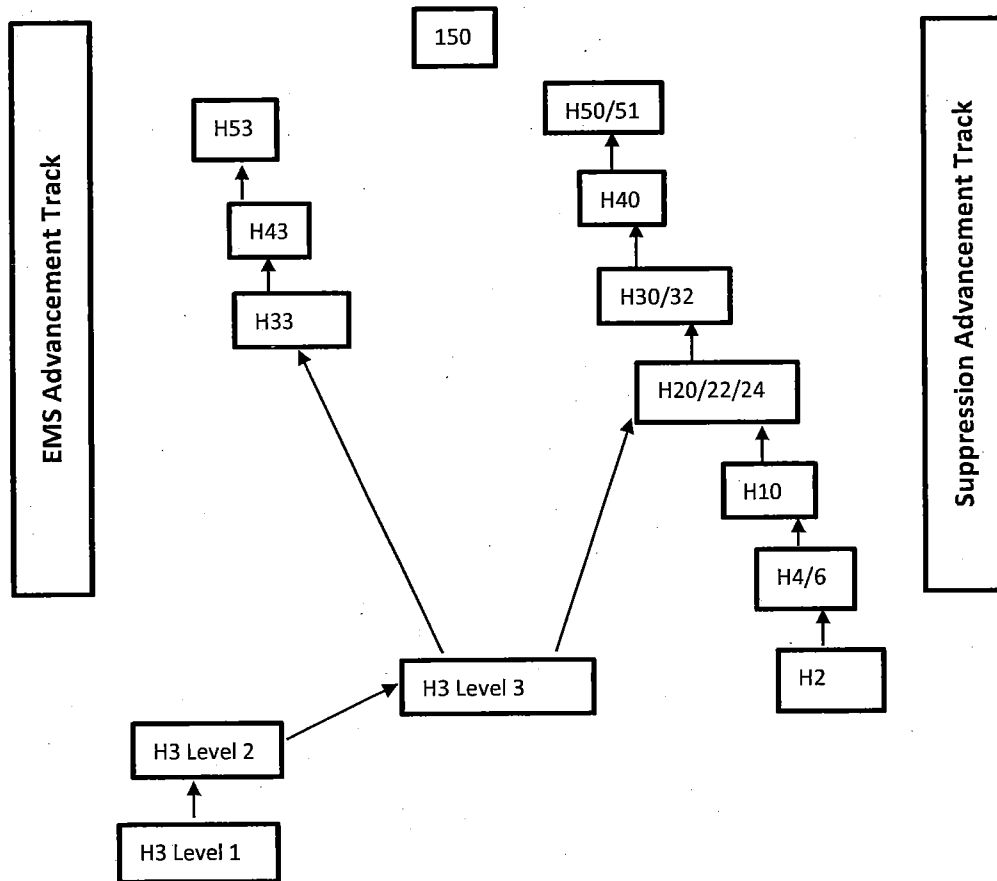 150
EMS Advancement Track
Suppression Advancement Track
H53
H50/51
H43
H40
H33
H30/32
H20/22/24
H10
H4/6
H3 Level 3
H2
H3 Level 2
H3 Level 1